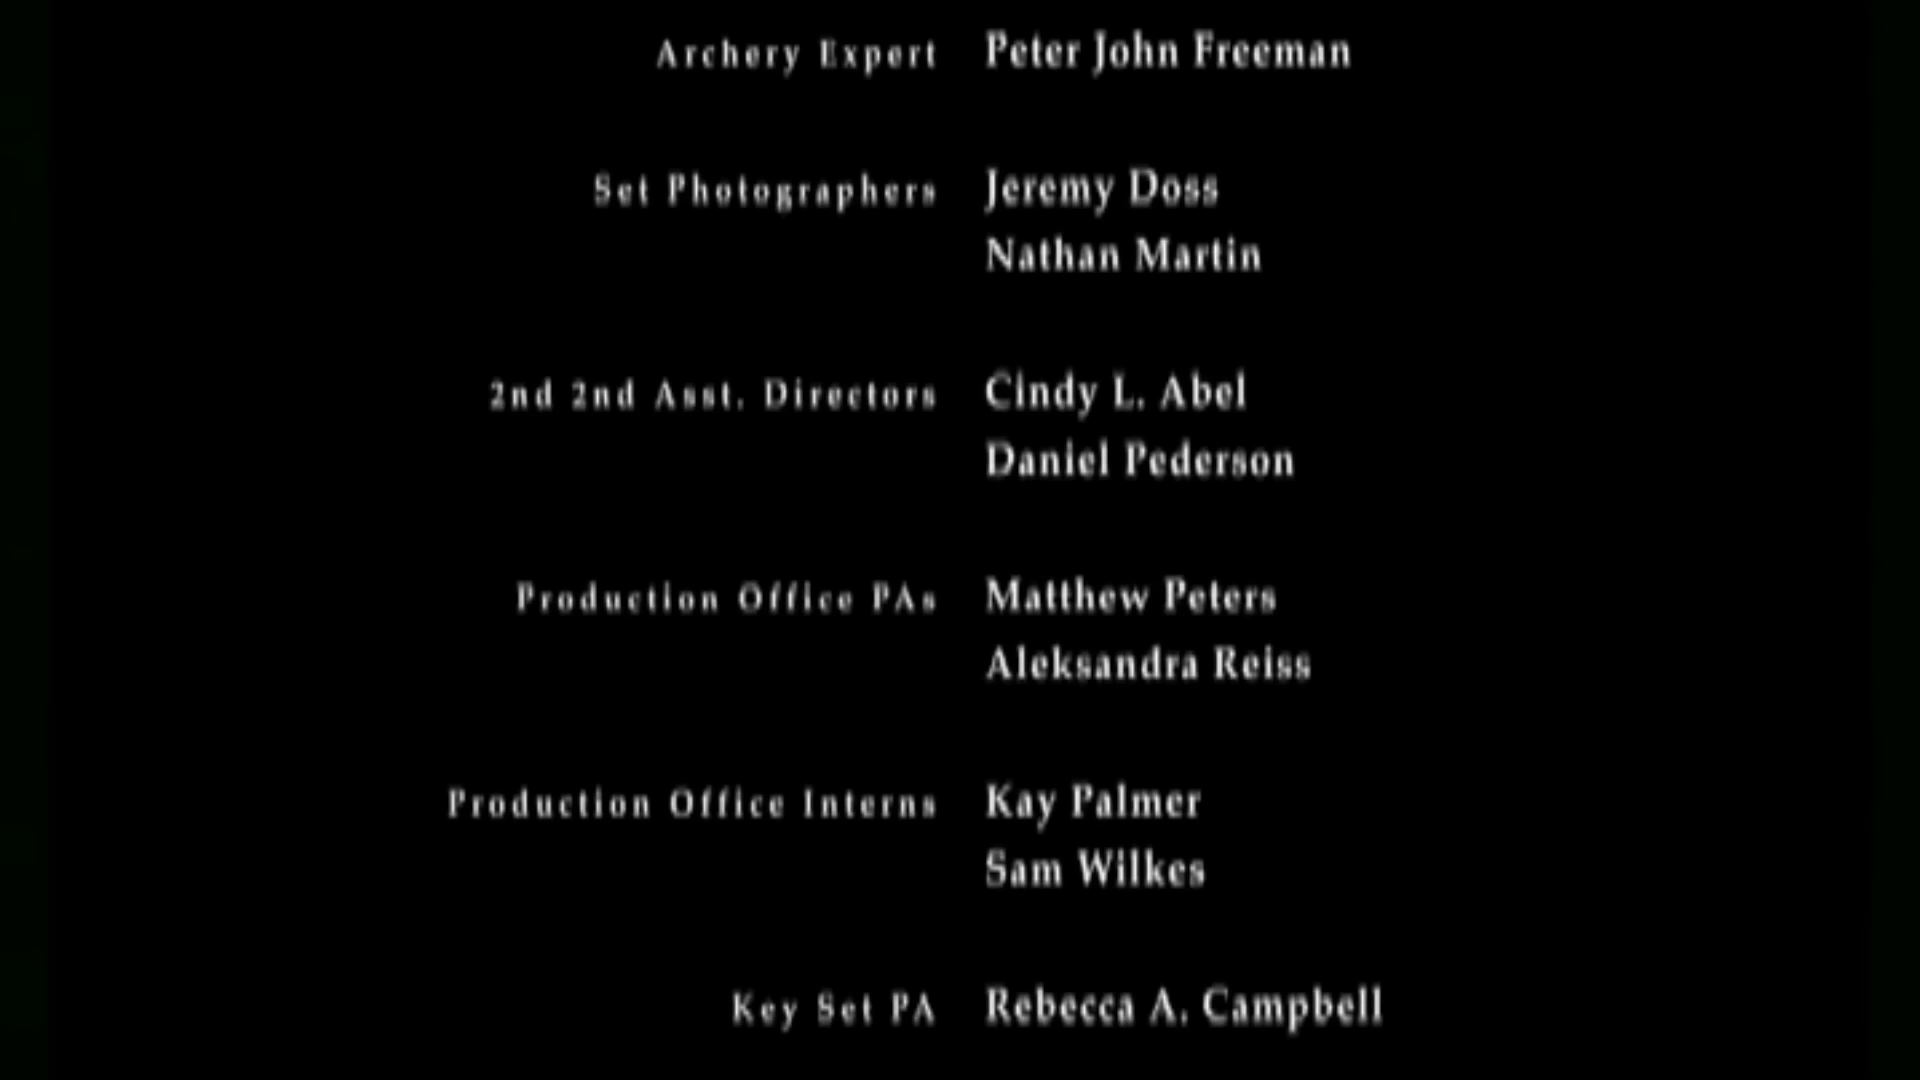 Archery Expert Peter John Freeman
Set Photographers Jeremy Doss
Nathan Martin
2nd 2nd Asst. Directors Cindy L. Abel
Daniel Pederson
Production Office PAs Matthew Peters
Aleksandra Reiss
Production Office Interns Kay Palmer
Sam Wilkes
Key Set PA Rebecca A. Campbell